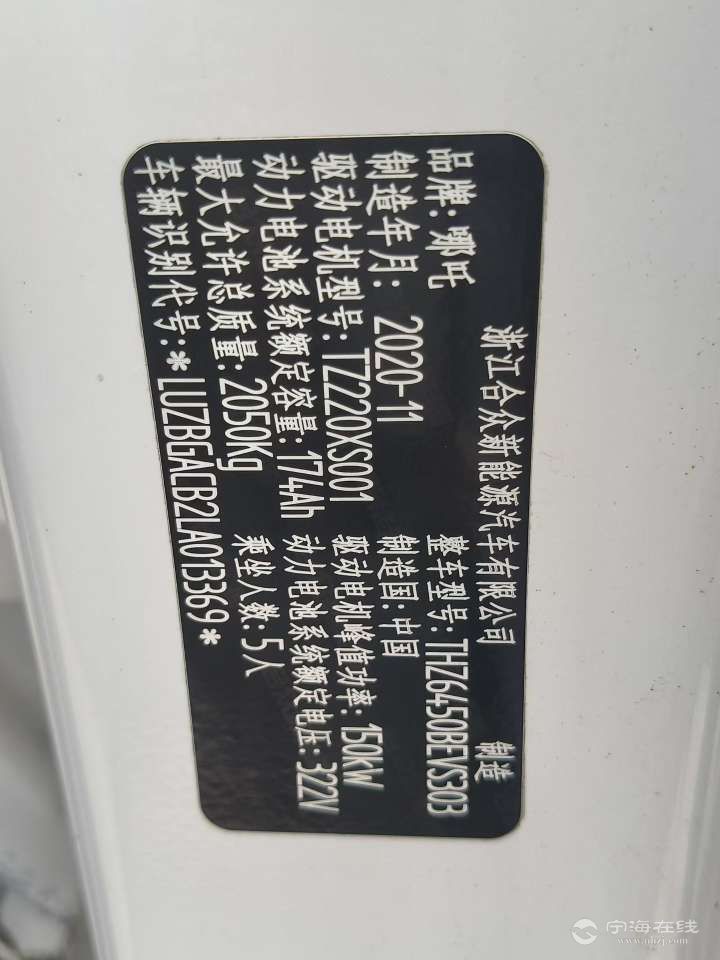 浙江合众新能源汽车有限公司 制造
品牌:哪吒 整车型号:THZ6450BEVS303
制造年月: 2020-11 制造国:中国
驱动电机型号:TZ220XS001 驱动电机峰值功率:150kW
动力电池系统额定容量:174Ah 动力电池系统额定电压:322V
最大允许总质量:2050kg 乘坐人数:5人
车辆识别代号:*LUZBGACB2LA013369*
宁海在线
www.nhzj.com